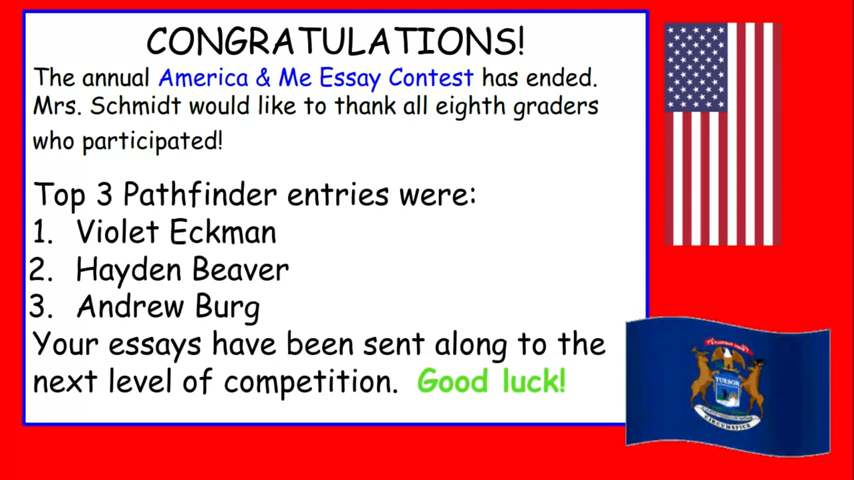 CONGRATULATIONS!
The annual America & Me Essay Contest has ended.
Mrs. Schmidt would like to thank all eighth graders
who participated!
Top 3 Pathfinder entries were:
1. Violet Eckman
2. Hayden Beaver
3. Andrew Burg
Your essays have been sent along to the
next level of competition. Good luck!
TUEBOR
CIRCUMSPICE